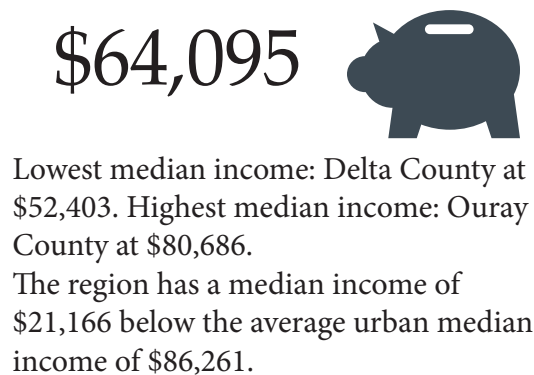 $64,095
Lowest median income: Delta County at
$52,403. Highest median income: Ouray
County at $80,686.
The region has a median income of
$21,166 below the average urban median
income of $86,261.